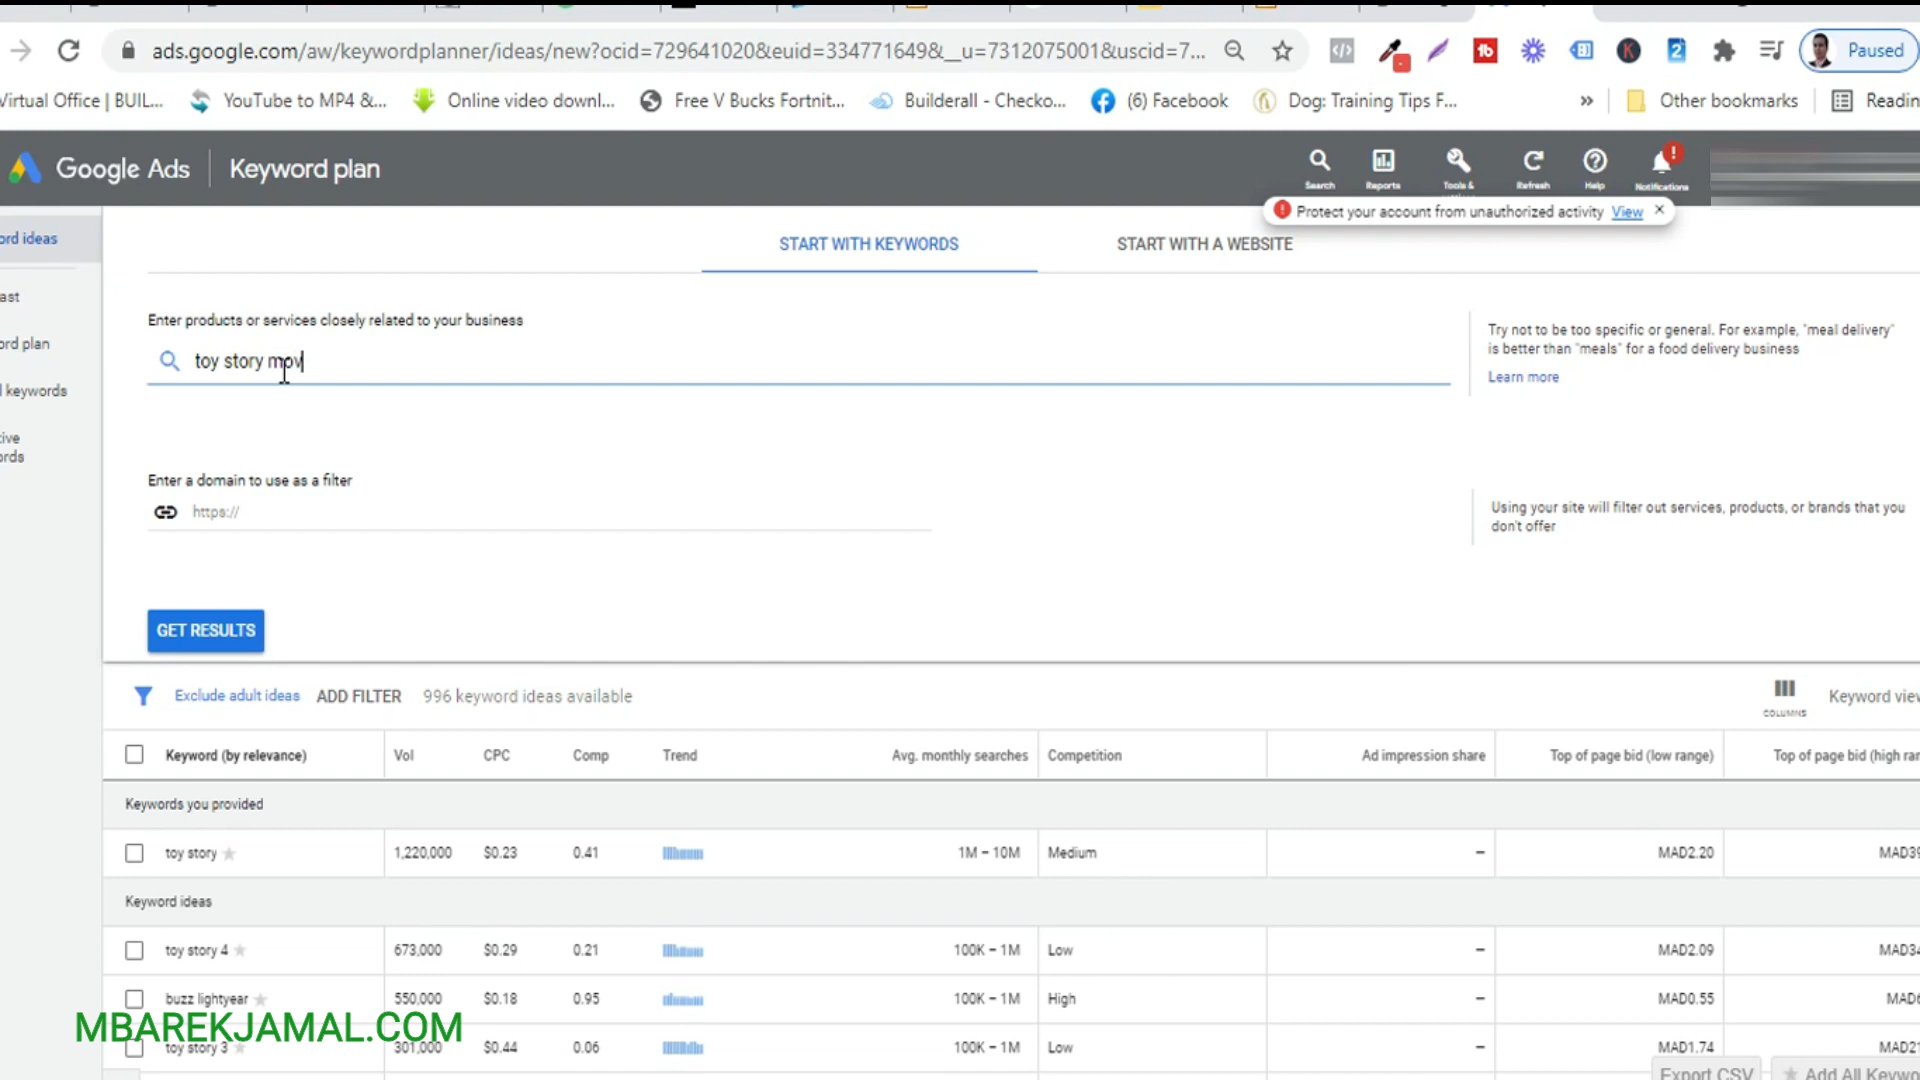 ads.google.com/aw/keywordplanner/ideas/new?ocid=729641020&euid=334771649&__u=7312075001&uscid=7...
Paused
Virtual Office | BUIL...
YouTube to MP4 &...
Online video downl...
Free V Bucks Fortnit...
Builderall - Checko...
(6) Facebook
Dog: Training Tips F...
»
Other bookmarks
Readin
Google Ads
Keyword plan
Search
Reports
Tools &
Refresh
Help
Notifications
Protect your account from unauthorized activity View ×
ord ideas
ast
ord plan
l keywords
ive
ords
START WITH KEYWORDS
START WITH A WEBSITE
Enter products or services closely related to your business
toy story mov
Try not to be too specific or general. For example, "meal delivery"
is better than "meals" for a food delivery business
Learn more
Enter a domain to use as a filter
https://
Using your site will filter out services, products, or brands that you
don't offer
GET RESULTS
Exclude adult ideas
ADD FILTER
996 keyword ideas available
COLUMNS
Keyword view
Keyword (by relevance) Vol CPC Comp Trend Avg. monthly searches Competition Ad impression share Top of page bid (low range) Top of page bid (high ran
Keywords you provided
toy story 1,220,000 $0.23 0.41 1M – 10M Medium – MAD2.20 MAD39
Keyword ideas
toy story 4 673,000 $0.29 0.21 100K – 1M Low – MAD2.09 MAD34
buzz lightyear 550,000 $0.18 0.95 100K – 1M High – MAD0.55 MAD6
toy story 3 301,000 $0.44 0.06 100K – 1M Low – MAD1.74 MAD21
MBAREKJAMAL.COM
Export CSV
Add All Keywo